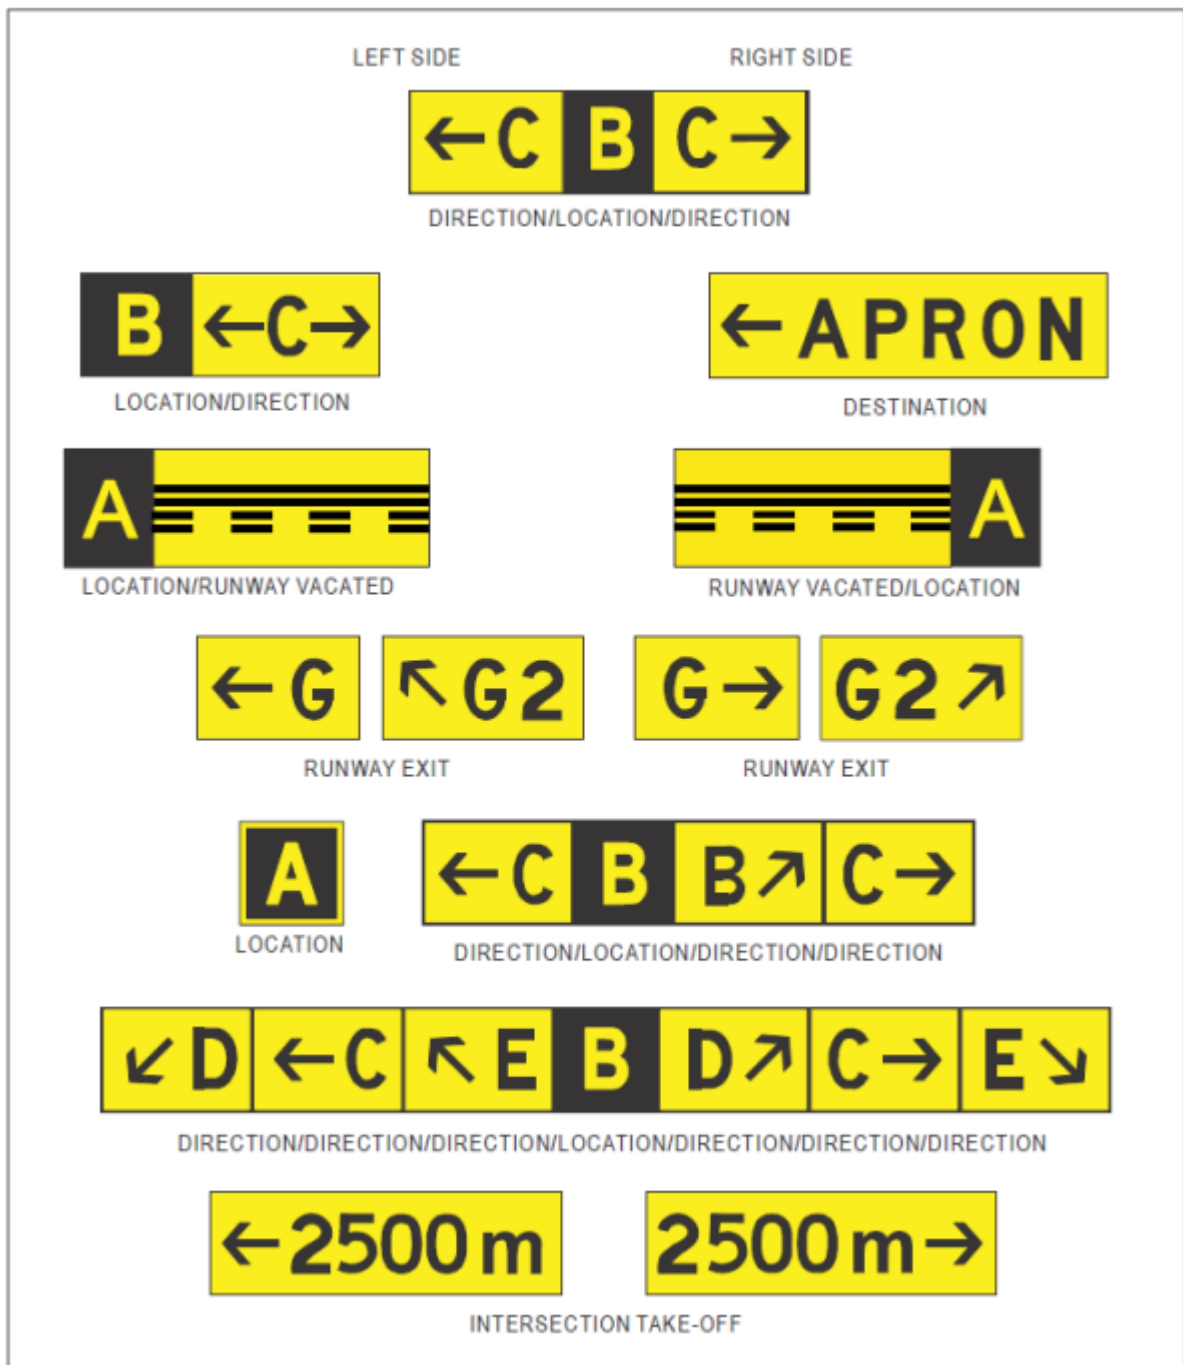 LEFT SIDE RIGHT SIDE
←C B C→
DIRECTION/LOCATION/DIRECTION
B ←C→ ←APRON
LOCATION/DIRECTION DESTINATION
A A
LOCATION/RUNWAY VACATED RUNWAY VACATED/LOCATION
←G ↖G2 G→ G2↗
RUNWAY EXIT RUNWAY EXIT
A ←C B B↗ C→
LOCATION DIRECTION/LOCATION/DIRECTION/DIRECTION
↙D ←C ↖E B D↗ C→ E↘
DIRECTION/DIRECTION/DIRECTION/LOCATION/DIRECTION/DIRECTION/DIRECTION
←2500m 2500m→
INTERSECTION TAKE-OFF